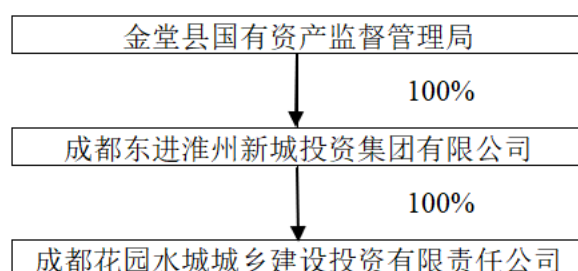 金堂县国有资产监督管理局
100%
成都东进淮州新城投资集团有限公司
100%
成都花园水城城乡建设投资有限责任公司